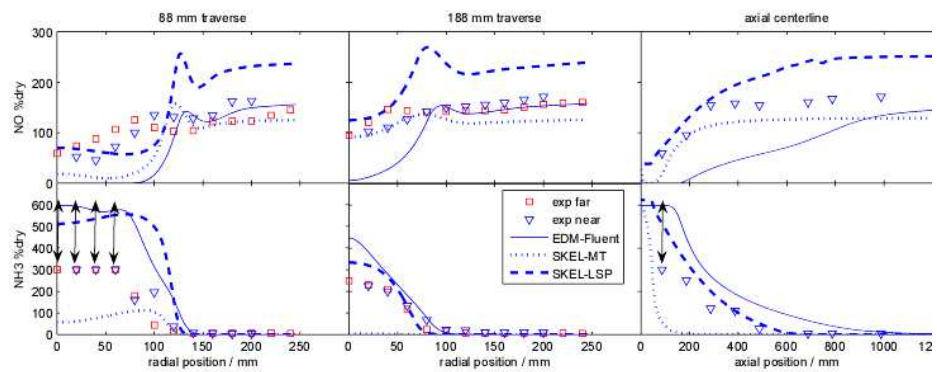 88 mm traverse
188 mm traverse
axial centerline
300
200
100
0
NO %dry
600
500
400
300
200
100
0
NH3 %dry
exp far
exp near
EDM-Fluent
SKEL-MT
SKEL-LSP
0 50 100 150 200 250
0 50 100 150 200 250
0 200 400 600 800 1000 1200
radial position / mm
radial position / mm
axial position / mm